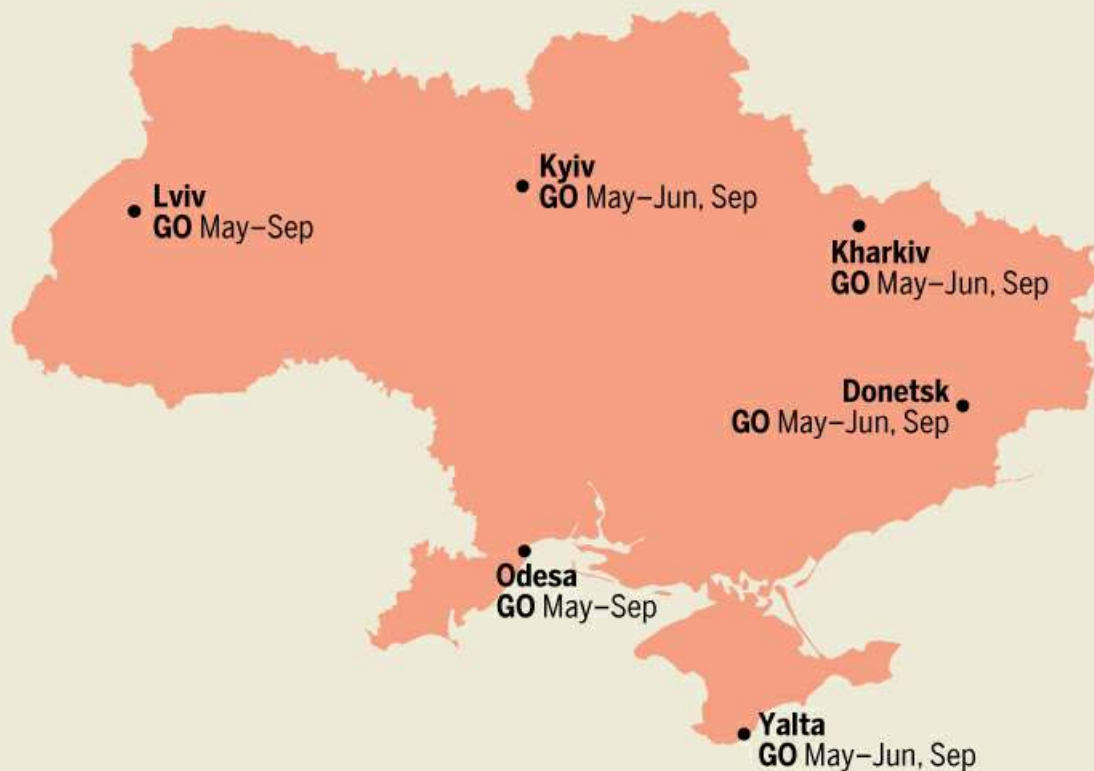 Kyiv
GO May–Jun, Sep
Lviv
GO May–Sep
Kharkiv
GO May–Jun, Sep
Donetsk
GO May–Jun, Sep
Odesa
GO May–Sep
Yalta
GO May–Jun, Sep